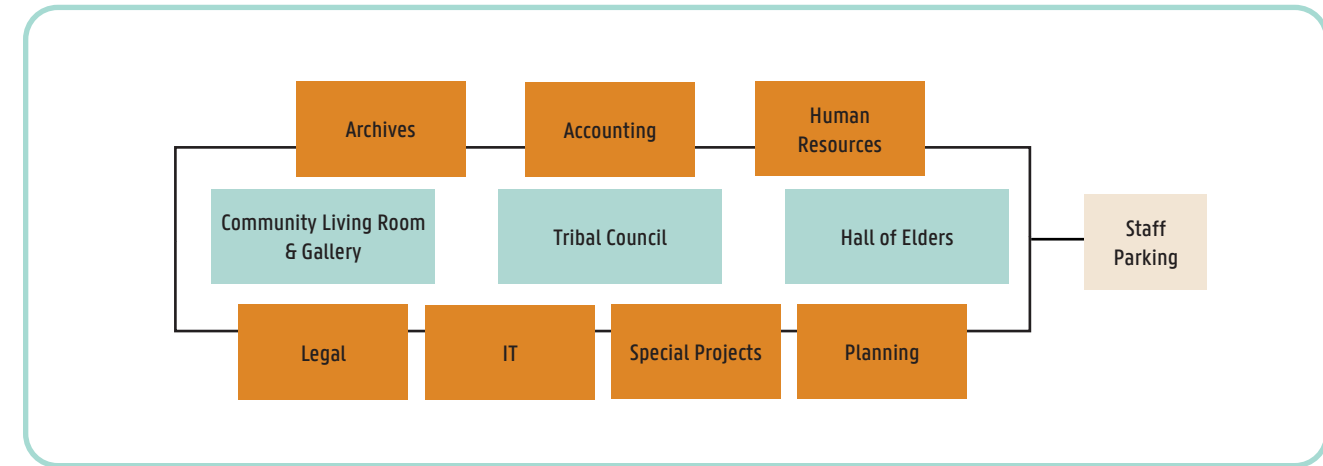 Archives
Accounting
Human
Resources
Community Living Room
& Gallery
Tribal Council
Hall of Elders
Staff
Parking
Legal
IT
Special Projects
Planning